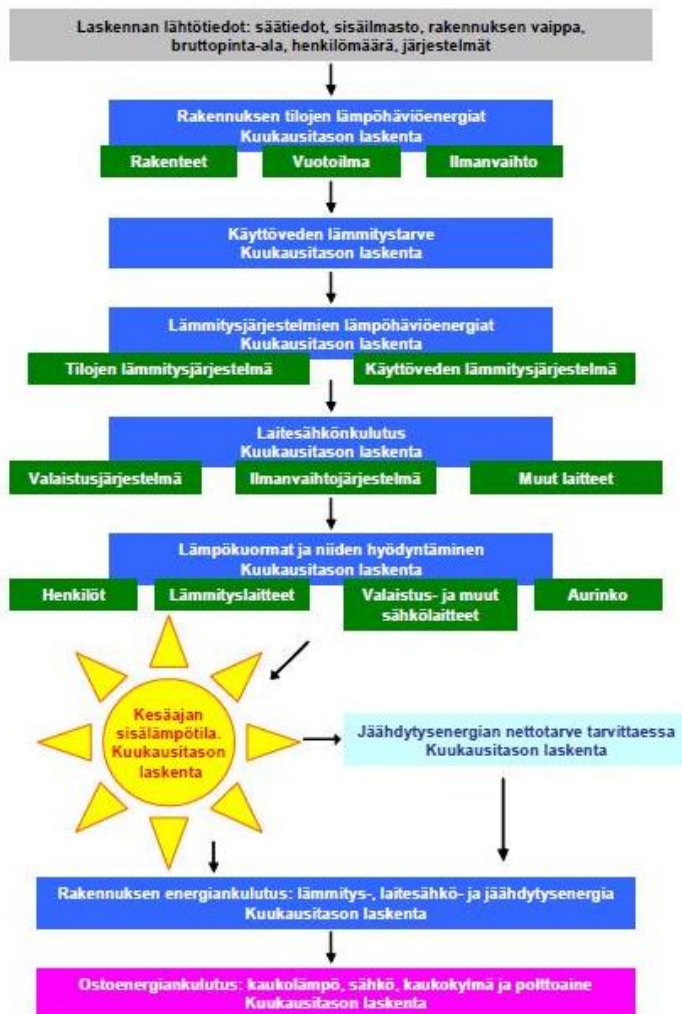 Laskennan lähtötiedot: säätiedot, sisäilmasto, rakennuksen vaippa,
bruttopinta-ala, henkilömäärä, järjestelmät
Rakennuksen tilojen lämpöhäviöenergiat
Kuukausitason laskenta
Rakenteet
Vuotoilma
Ilmanvaihto
Käyttöveden lämmitystarve
Kuukausitason laskenta
Lämmitysjärjestelmien lämpöhäviöenergiat
Kuukausitason laskenta
Tilojen lämmitysjärjestelmä
Käyttöveden lämmitysjärjestelmä
Laitesähkönkulutus
Kuukausitason laskenta
Valaistusjärjestelmä
Ilmanvaihtojärjestelmä
Muut laitteet
Lämpökuormat ja niiden hyödyntäminen
Kuukausitason laskenta
Henkilöt
Lämmityslaitteet
Valaistus- ja muut
sähkölaitteet
Aurinko
Kesäajan
sisälämpötila.
Kuukausitason
laskenta
Jäähdytysenergian nettotarve tarvittaessa
Kuukausitason laskenta
Rakennuksen energiankulutus: lämmitys-, laitesähkö- ja jäähdytysenergia
Kuukausitason laskenta
Ostoenergiankulutus: kaukolämpö, sähkö, kaukokylmä ja polttoaine
Kuukausitason laskenta